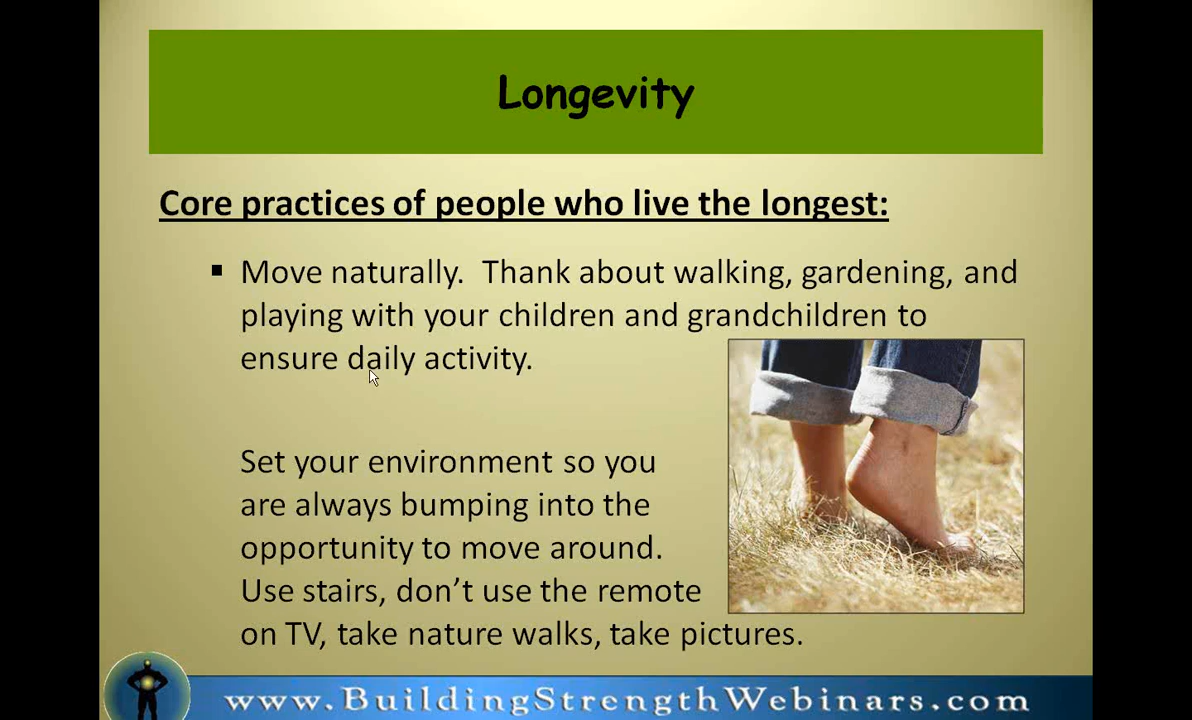 Longevity
Core practices of people who live the longest:
▪ Move naturally.  Thank about walking, gardening, and
playing with your children and grandchildren to
ensure daily activity.
Set your environment so you
are always bumping into the
opportunity to move around.
Use stairs, don’t use the remote
on TV, take nature walks, take pictures.
www.BuildingStrengthWebinars.com